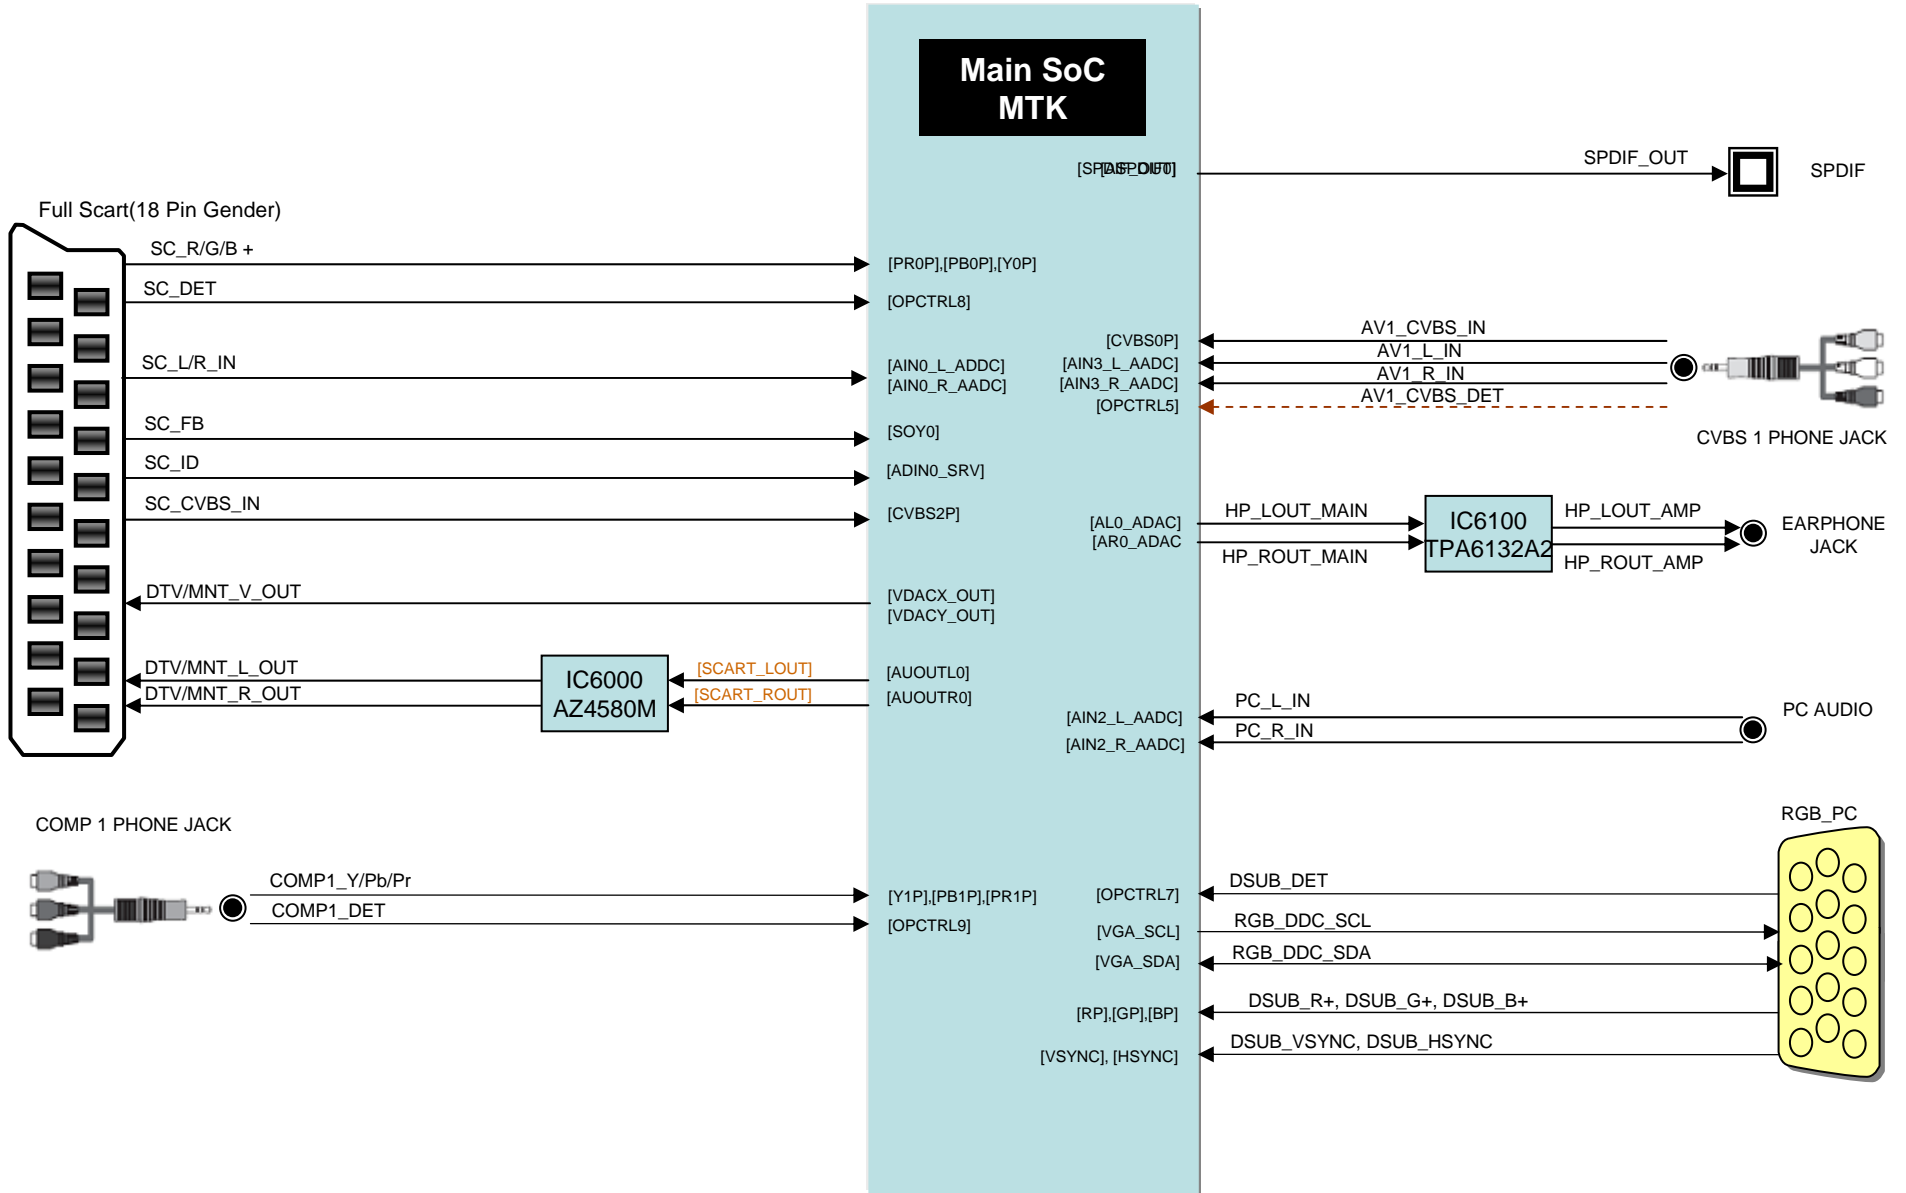 Main SoC
MTK
SPDIF_OUT
SPDIF
Full Scart(18 Pin Gender)
SC_R/G/B +
[PR0P],[PB0P],[Y0P]
SC_DET
[OPCTRL8]
SC_L/R_IN
[AIN0_L_ADDC]
[AIN0_R_AADC]
SC_FB
[SOY0]
SC_ID
[ADIN0_SRV]
SC_CVBS_IN
[CVBS2P]
DTV/MNT_V_OUT
[VDACX_OUT]
[VDACY_OUT]
DTV/MNT_L_OUT
DTV/MNT_R_OUT
IC6000
AZ4580M
[SCART_LOUT]
[SCART_ROUT]
[AUOUTL0]
[AUOUTR0]
COMP 1 PHONE JACK
COMP1_Y/Pb/Pr
COMP1_DET
[Y1P],[PB1P],[PR1P]
[OPCTRL9]
[CVBS0P]
[AIN3_L_AADC]
[AIN3_R_AADC]
[OPCTRL5]
AV1_CVBS_IN
AV1_L_IN
AV1_R_IN
AV1_CVBS_DET
CVBS 1 PHONE JACK
[AL0_ADAC]
[AR0_ADAC
HP_LOUT_MAIN
HP_ROUT_MAIN
IC6100
TPA6132A2
HP_LOUT_AMP
HP_ROUT_AMP
EARPHONE
JACK
[AIN2_L_AADC]
[AIN2_R_AADC]
PC_L_IN
PC_R_IN
PC AUDIO
RGB_PC
[OPCTRL7]
DSUB_DET
[VGA_SCL]
RGB_DDC_SCL
[VGA_SDA]
RGB_DDC_SDA
[RP],[GP],[BP]
DSUB_R+, DSUB_G+, DSUB_B+
[VSYNC], [HSYNC]
DSUB_VSYNC, DSUB_HSYNC